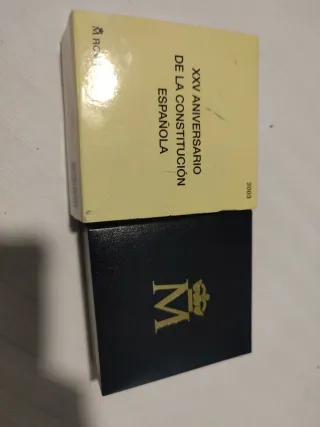 XXV ANIVERSARIO
DE LA CONSTITUCIÓN
ESPAÑOLA
2003
M